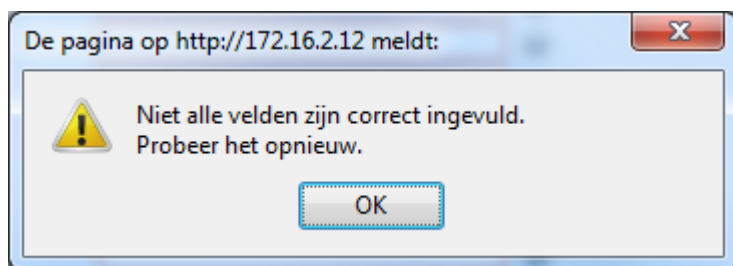 De pagina op http://172.16.2.12 meldt:
Niet alle velden zijn correct ingevuld.
Probeer het opnieuw.
OK